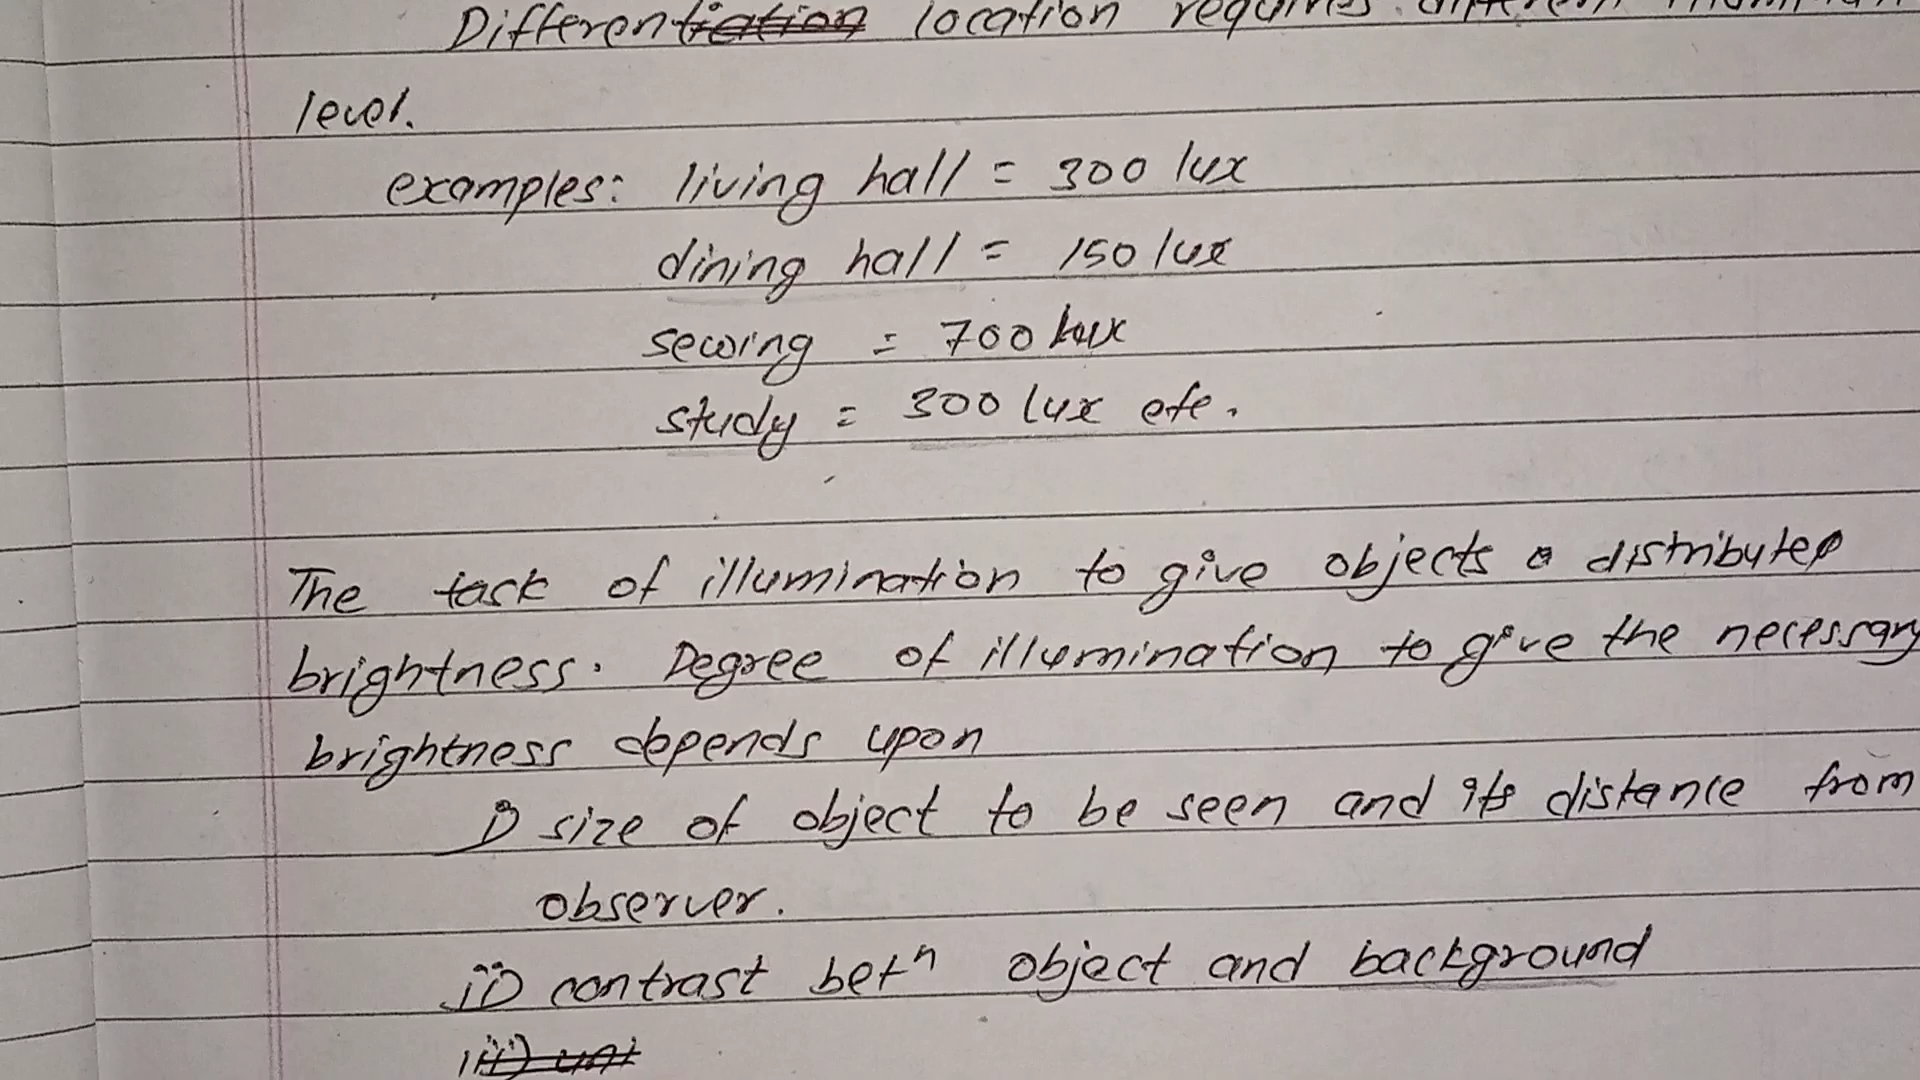 Different location requires different
level.
examples: living hall = 300 lux
dining hall = 150 lux
sewing = 700 lux
study = 300 lux etc.
The task of illumination to give objects a distributed
brightness. Degree of illumination to give the necessary
brightness depends upon
i) size of object to be seen and its distance from
observer.
ii) contrast betn object and background